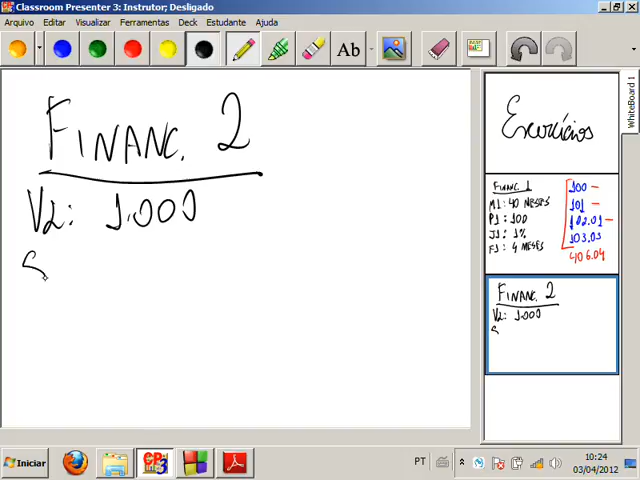 Classroom Presenter 3: Instrutor; Desligado
Arquivo Editar Visualizar Ferramentas Deck Estudante Ajuda
Ab
FINANC. 2
V2: 1.000
Exercícios
FINANC 1
M1: 40 MESES
P1: 100
J1: 1%
F1: 4 MESES
100
101
102.01
103.03
406.04
FINANC. 2
V2: 1.000
WhiteBoard 1
Iniciar
CP3
PT
10:24
03/04/2012